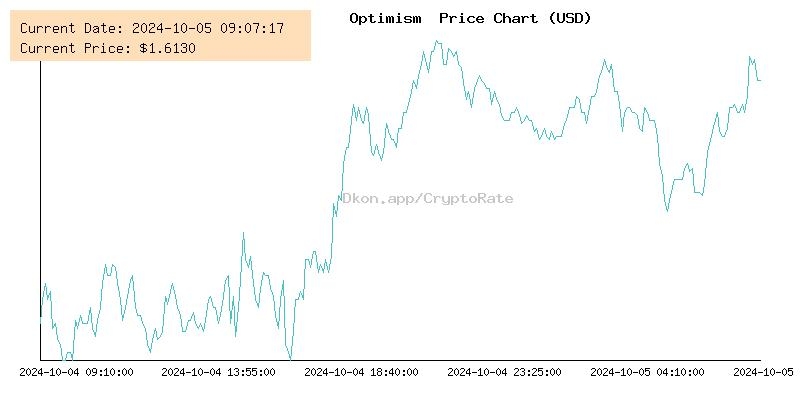 Optimism  Price Chart (USD)
Current Date: 2024-10-05 09:07:17
Current Price: $1.6130
Dkon.app/CryptoRate
2024-10-04 09:10:00 2024-10-04 13:55:00 2024-10-04 18:40:00 2024-10-04 23:25:00 2024-10-05 04:10:00 2024-10-05